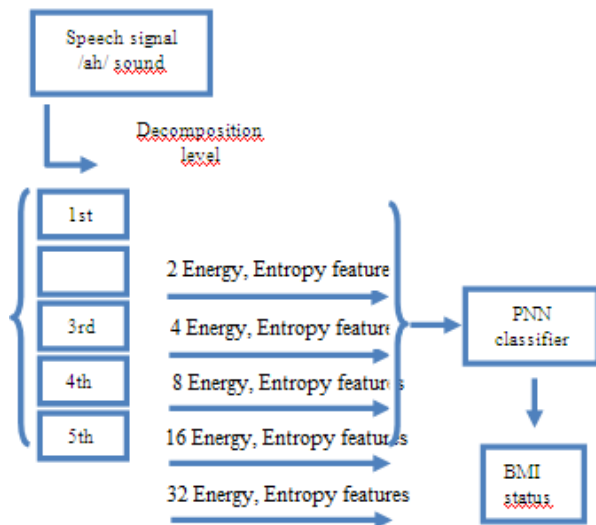 Speech signal
/ah/ sound
Decomposition
level
1st
3rd
4th
5th
2 Energy, Entropy feature
4 Energy, Entropy feature
8 Energy, Entropy features
16 Energy, Entropy features
32 Energy, Entropy features
PNN
classifier
BMI
status